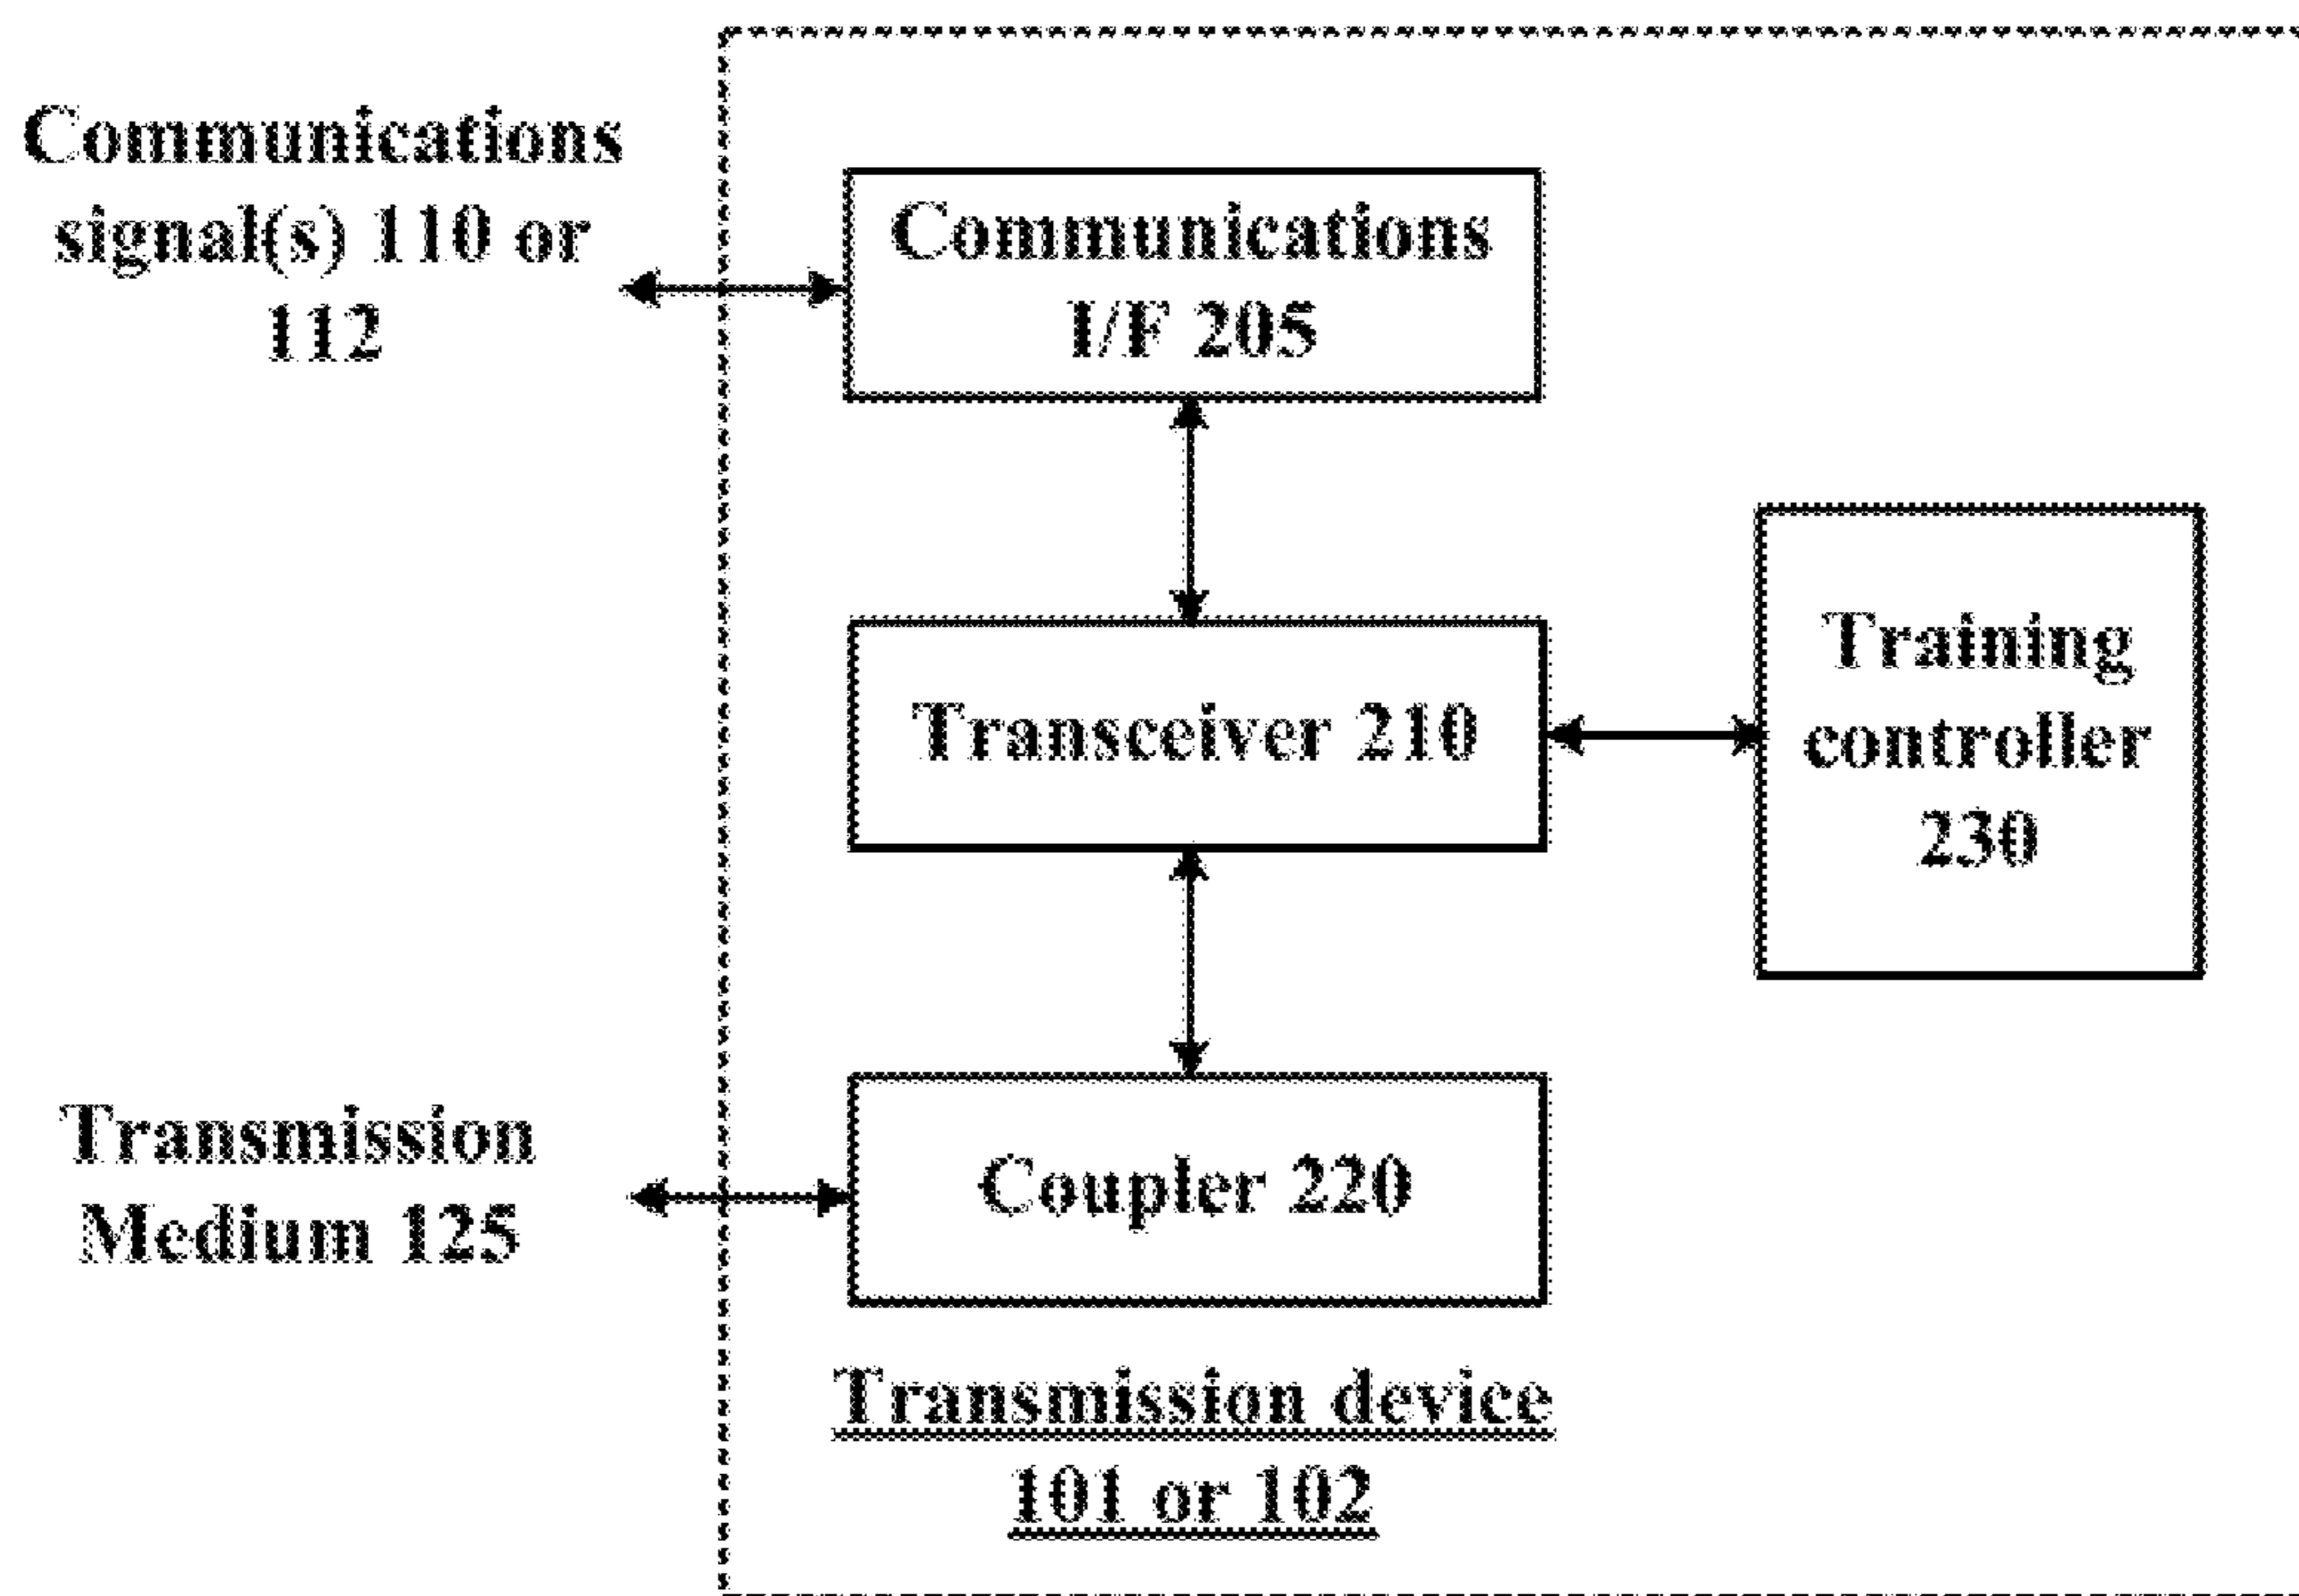 Communications
signal(s) 110 or
112
Communications
I/F 205
Transceiver 210
Training
controller
230
Transmission
Medium 125
Coupler 220
Transmission device
101 or 102